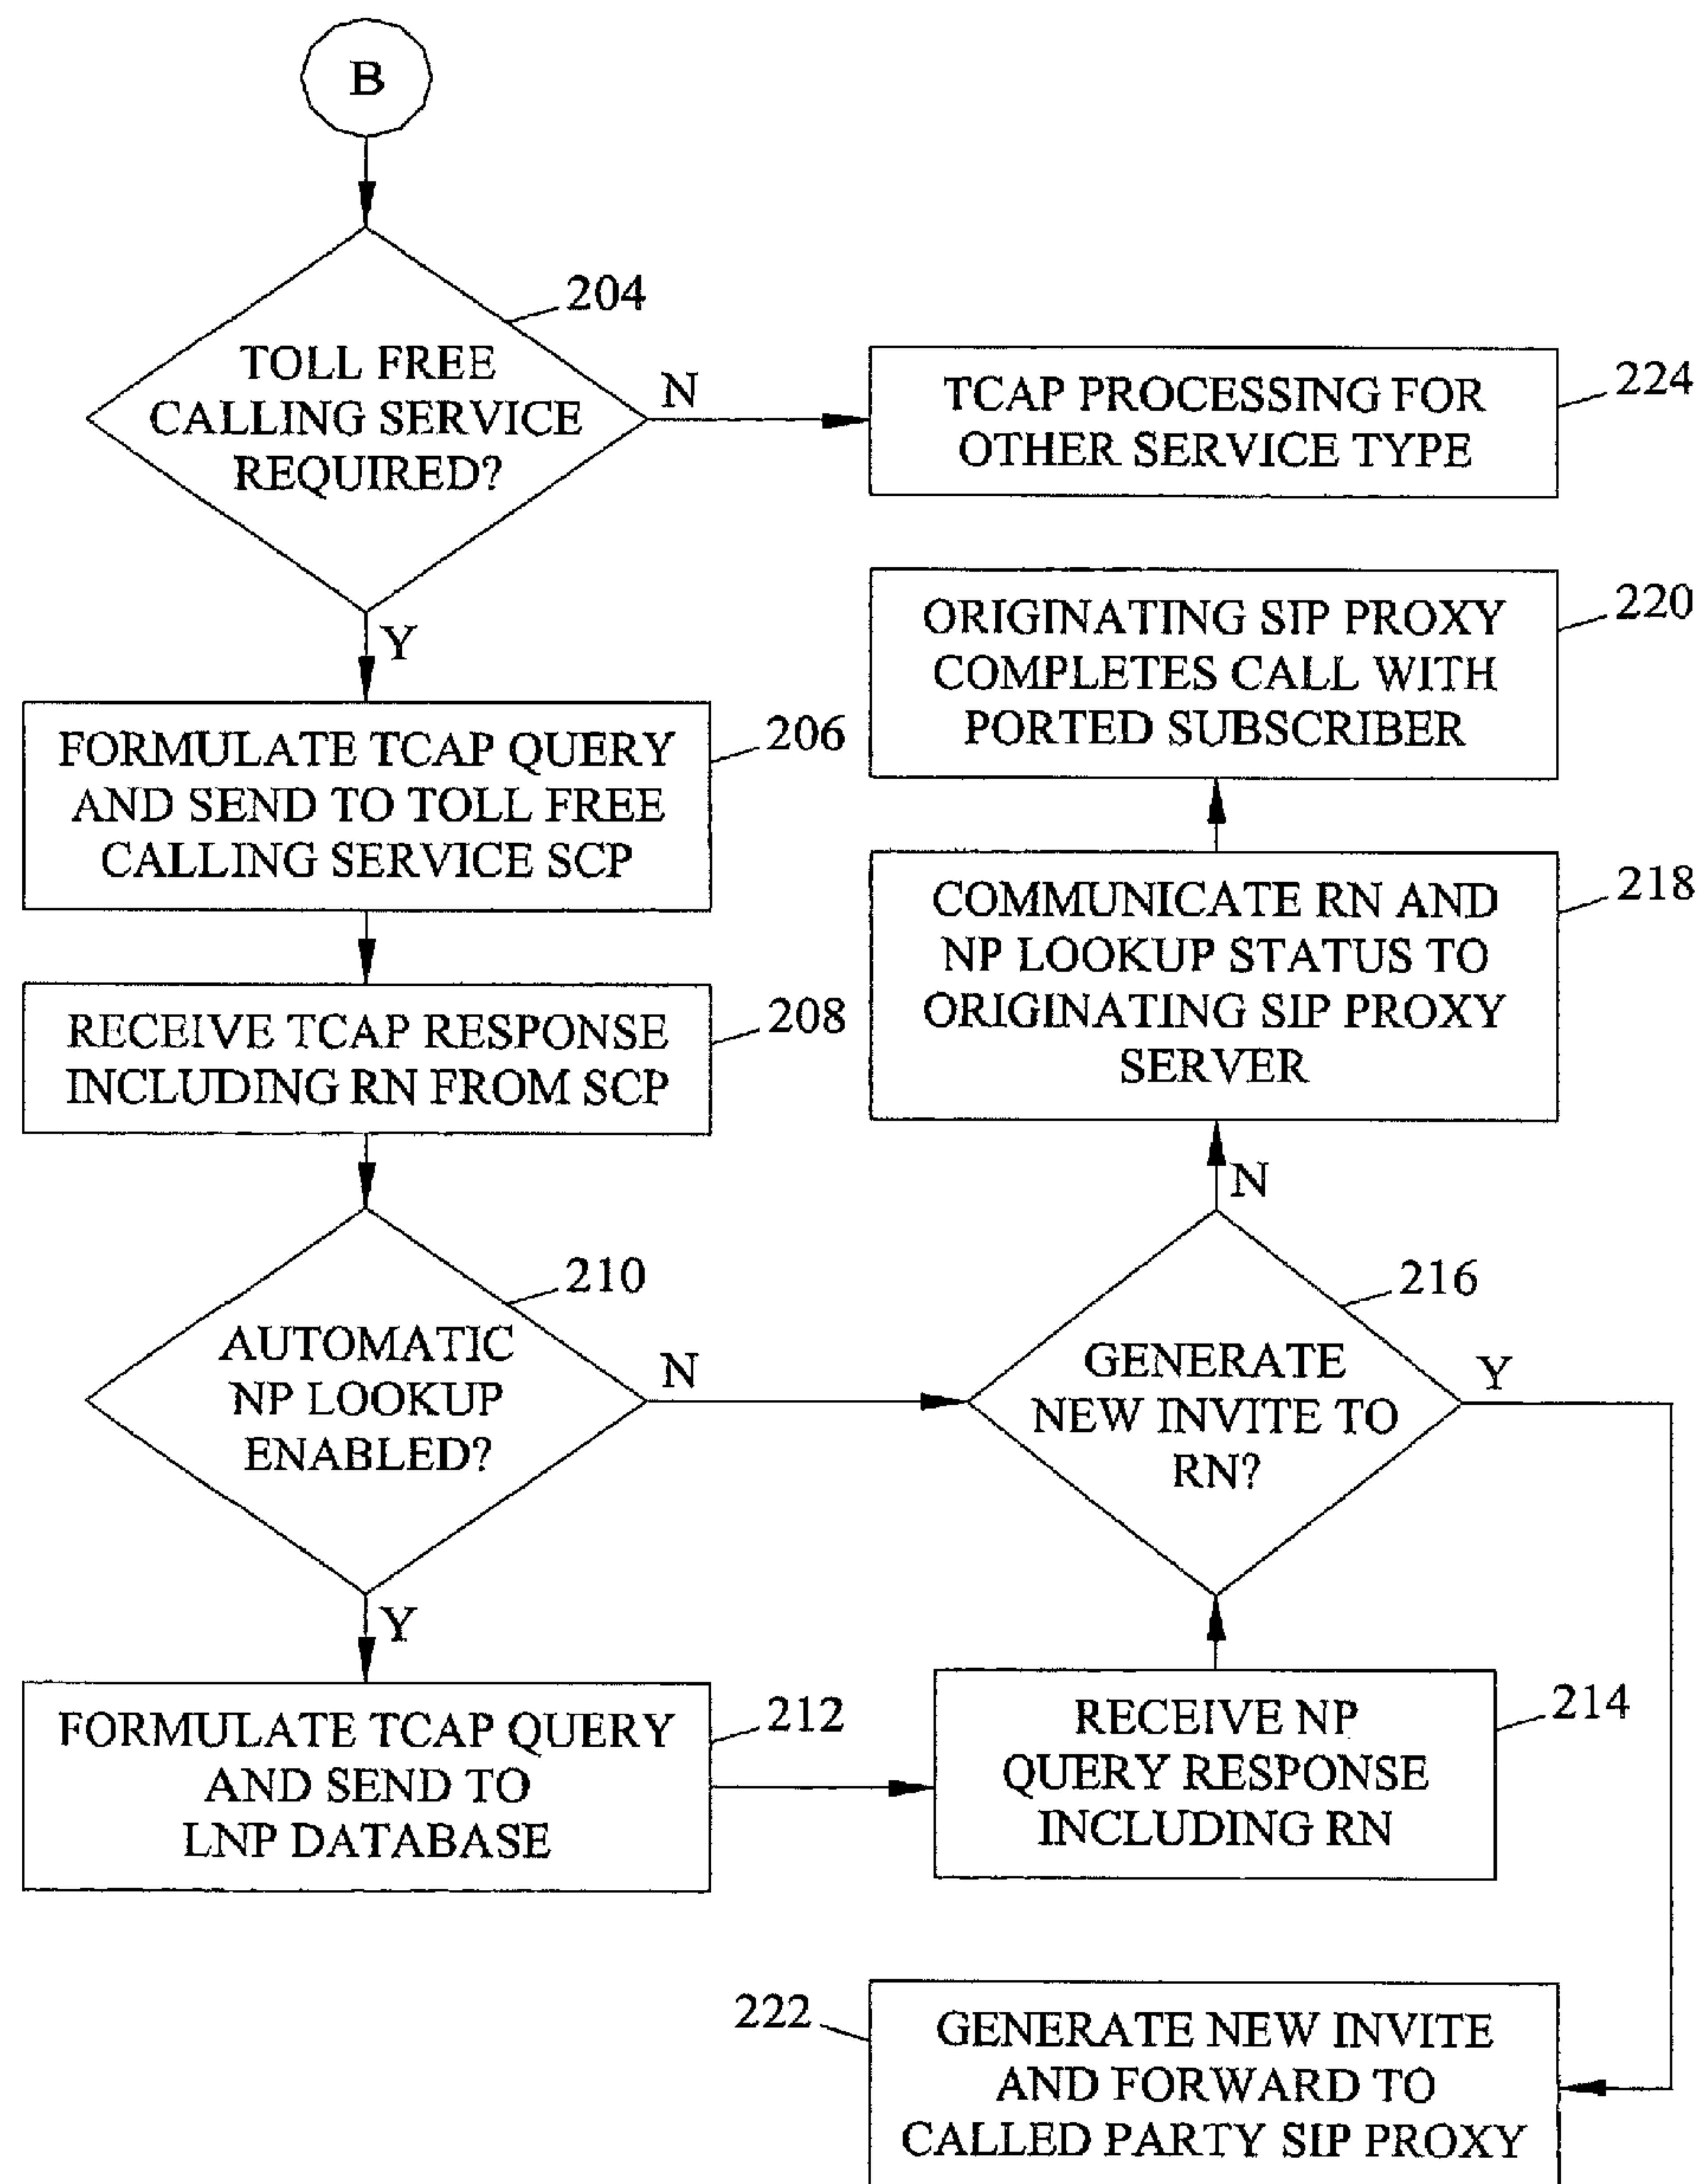 B
204
TOLL FREE
CALLING SERVICE
REQUIRED?
N
Y
TCAP PROCESSING FOR
OTHER SERVICE TYPE
224
ORIGINATING SIP PROXY
COMPLETES CALL WITH
PORTED SUBSCRIBER
220
FORMULATE TCAP QUERY
AND SEND TO TOLL FREE
CALLING SERVICE SCP
206
COMMUNICATE RN AND
NP LOOKUP STATUS TO
ORIGINATING SIP PROXY
SERVER
218
RECEIVE TCAP RESPONSE
INCLUDING RN FROM SCP
208
N
210
AUTOMATIC
NP LOOKUP
ENABLED?
N
Y
216
GENERATE
NEW INVITE TO
RN?
Y
FORMULATE TCAP QUERY
AND SEND TO
LNP DATABASE
212
RECEIVE NP
QUERY RESPONSE
INCLUDING RN
214
222
GENERATE NEW INVITE
AND FORWARD TO
CALLED PARTY SIP PROXY